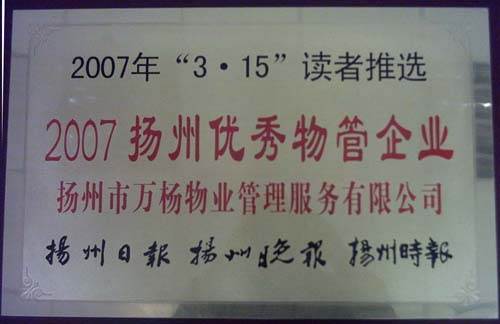 2007年“3·15”读者推选
2007扬州优秀物管企业
扬州市万杨物业管理服务有限公司
揚州日報 揚州晚報 揚州時報